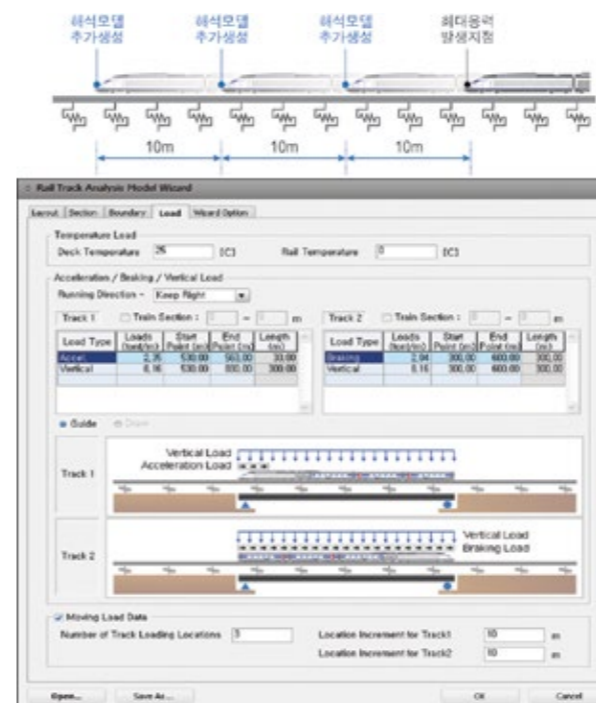 해석모델 해석모델 해석모델 최대응력
추가생성 추가생성 추가생성 발생지점
10m 10m 10m
Rail Track Analysis Model Wizard
Layout Section Boundary Load Wizard Option
Temperature Load
Deck Temperature 25 [C] Rail Temperature 0 [C]
Acceleration / Braking / Vertical Load
Running Direction - Keep Right
Track 1 Train Section : 0 - 0 m Track 2 Train Section : 0 - 0 m
Load Type Loads (tonf/m) Start Point (m) End Point (m) Length (m) Load Type Loads (tonf/m) Start Point (m) End Point (m) Length (m)
Accel. 2,35 530,00 563,00 33,00 Braking 2,04 300,00 600,00 300,00
Vertical 8,16 530,00 830,00 300,00 Vertical 8,16 300,00 600,00 300,00
Guide Draw
Vertical Load
Acceleration Load
Track 1
Vertical Load
Braking Load
Track 2
Moving Load Data
Number of Track Loading Locations 3 Location Increment for Track1 10 m
Location Increment for Track2 10 m
Open... Save As... OK Cancel